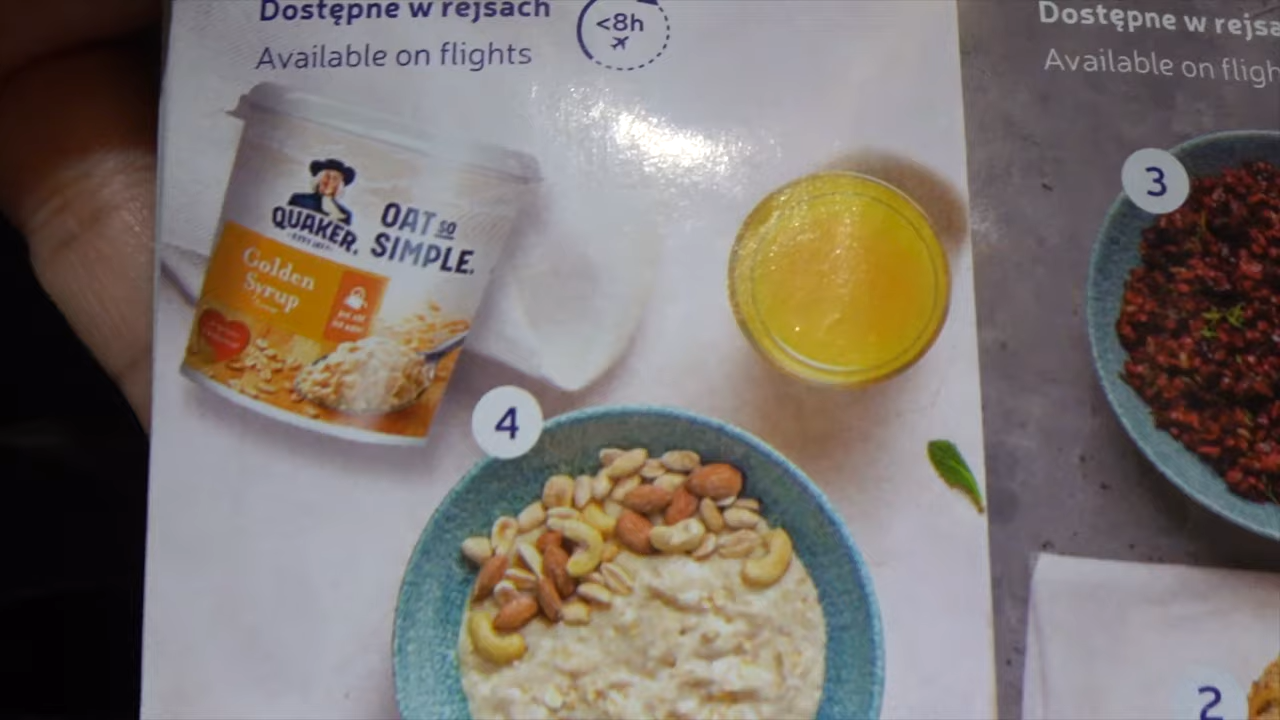 Dostępne w rejsach
Available on flights
<8h
QUAKER.
OAT SO
SIMPLE.
Golden
Syrup
4
Dostępne w rejsa
Available on fligh
3
2